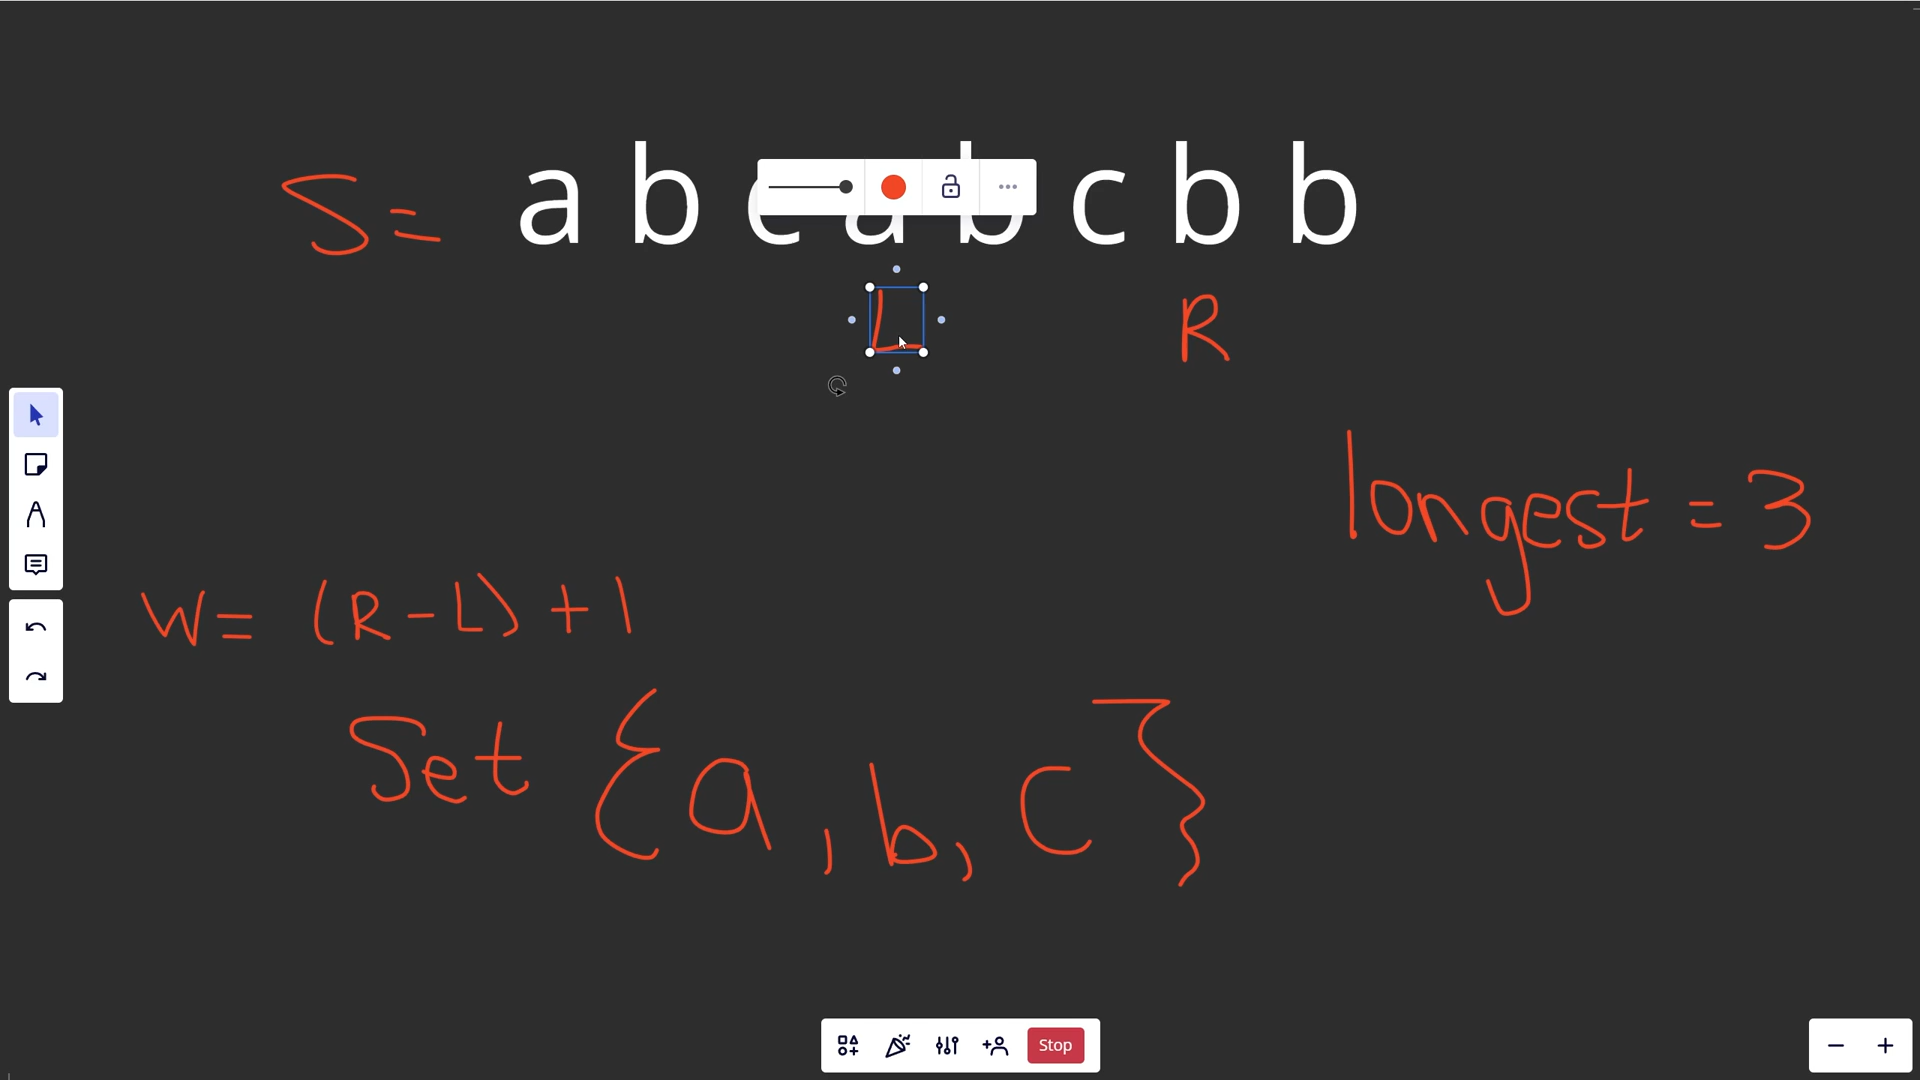 S= a b c a b c b b
L R
longest = 3
W= (R-L)+1
Set {a, b, c}
Stop